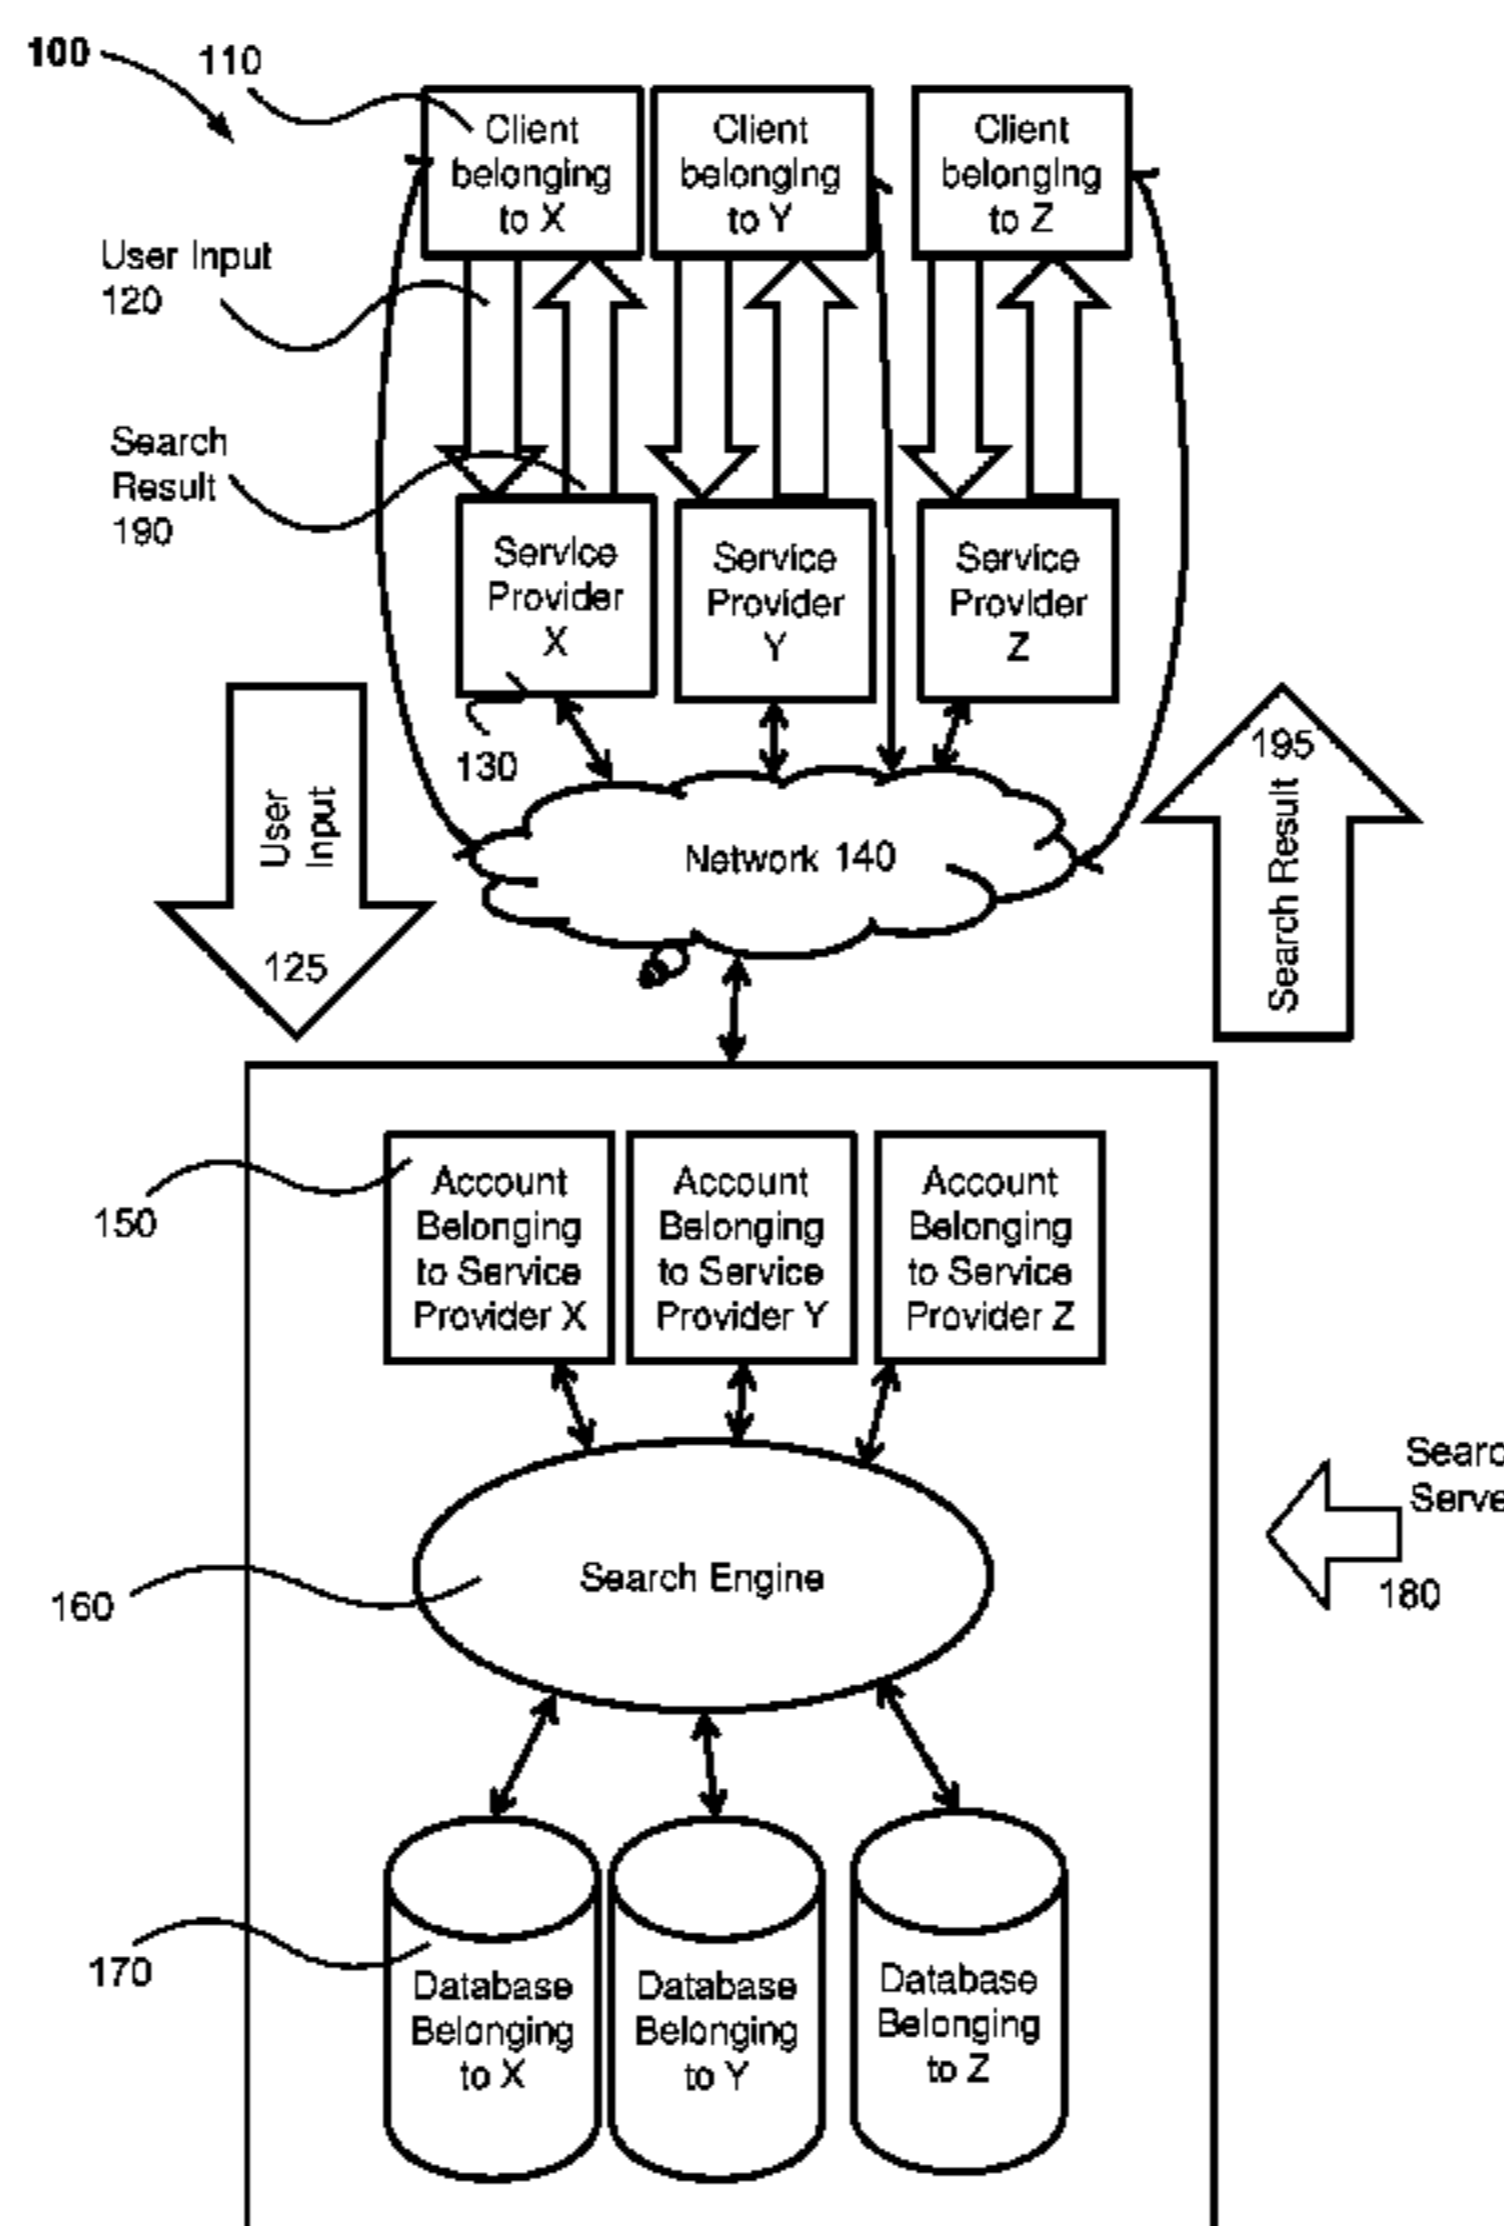 100
110
Client
belonging
to X
Client
belonging
to Y
Client
belonging
to Z
User Input
120
Search
Result
190
Service
Provider
X
Service
Provider
Y
Service
Provider
Z
130
User
Input
125
Network 140
195
Search Result
150
Account
Belonging
to Service
Provider X
Account
Belonging
to Service
Provider Y
Account
Belonging
to Service
Provider Z
Searc
Serve
180
160
Search Engine
170
Database
Belonging
to X
Database
Belonging
to Y
Database
Belonging
to Z